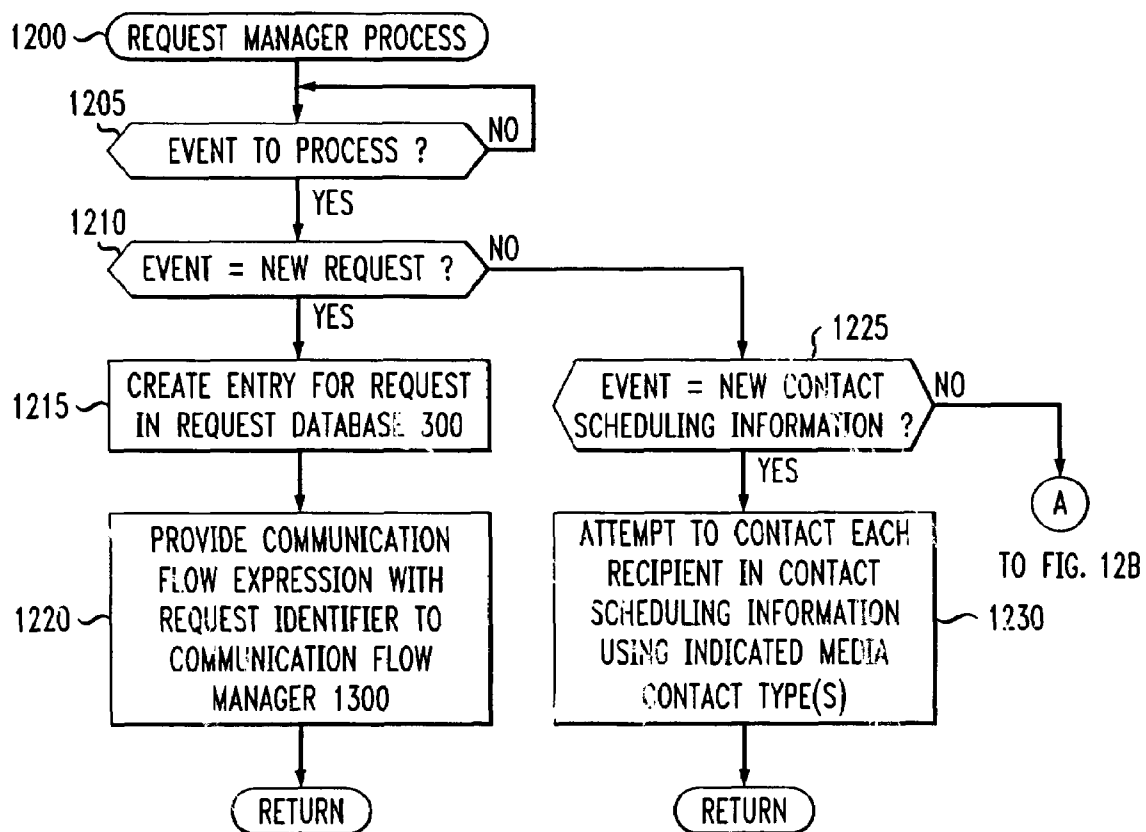 1200
REQUEST MANAGER PROCESS
1205
EVENT TO PROCESS ?
NO
YES
1210
EVENT = NEW REQUEST ?
NO
YES
1215
CREATE ENTRY FOR REQUEST
IN REQUEST DATABASE 300
1225
EVENT = NEW CONTACT
SCHEDULING INFORMATION ?
NO
YES
A
TO FIG. 12B
1220
PROVIDE COMMUNICATION
FLOW EXPRESSION WITH
REQUEST IDENTIFIER TO
COMMUNICATION FLOW
MANAGER 1300
ATTEMPT TO CONTACT EACH
RECIPIENT IN CONTACT
SCHEDULING INFORMATION
USING INDICATED MEDIA
CONTACT TYPE(S)
1230
RETURN
RETURN